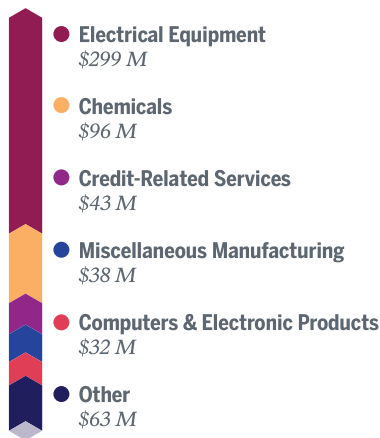 Electrical Equipment
$299 M
Chemicals
$96 M
Credit-Related Services
$43 M
Miscellaneous Manufacturing
$38 M
Computers & Electronic Products
$32 M
Other
$63 M